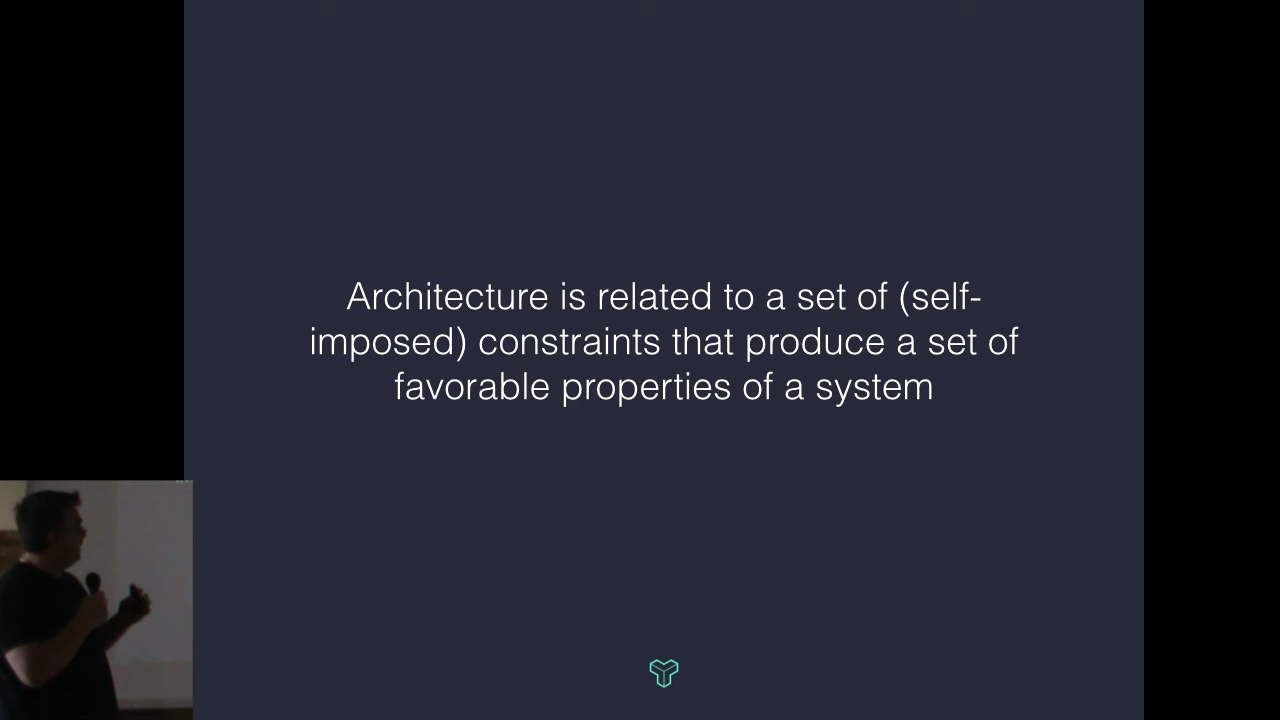 Architecture is related to a set of (self-
imposed) constraints that produce a set of
favorable properties of a system